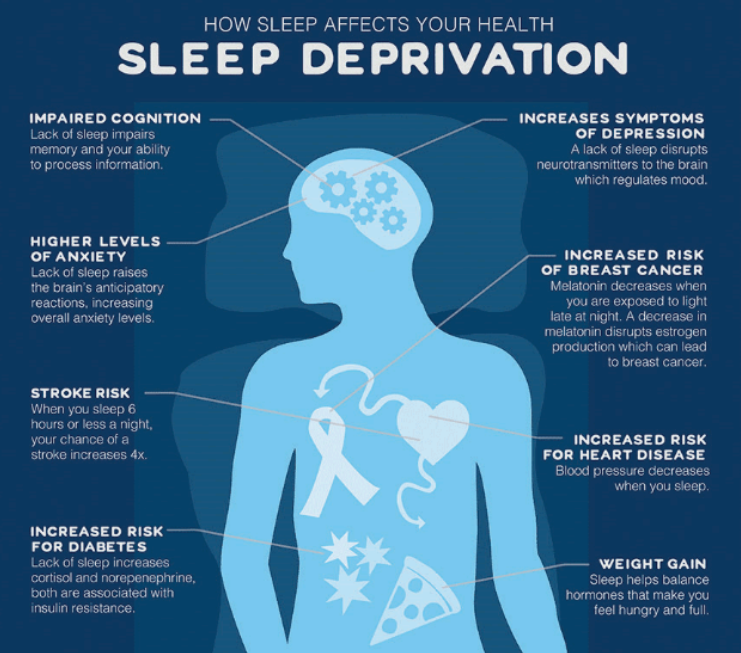 HOW SLEEP AFFECTS YOUR HEALTH
SLEEP DEPRIVATION
IMPAIRED COGNITION
Lack of sleep impairs
memory and your ability
to process information.
HIGHER LEVELS
OF ANXIETY
Lack of sleep raises
the brain's anticipatory
reactions, increasing
overall anxiety levels.
STROKE RISK
When you sleep 6
hours or less a night,
your chance of a
stroke increases 4x.
INCREASED RISK
FOR DIABETES
Lack of sleep increases
cortisol and norepenephrine,
both are associated with
insulin resistance.
INCREASES SYMPTOMS
OF DEPRESSION
A lack of sleep disrupts
neurotransmitters to the brain
which regulates mood.
INCREASED RISK
OF BREAST CANCER
Melatonin decreases when
you are exposed to light
late at night. A decrease in
melatonin disrupts estrogen
production which can lead
to breast cancer.
INCREASED RISK
FOR HEART DISEASE
Blood pressure decreases
when you sleep.
WEIGHT GAIN
Sleep helps balance
hormones that make you
feel hungry and full.